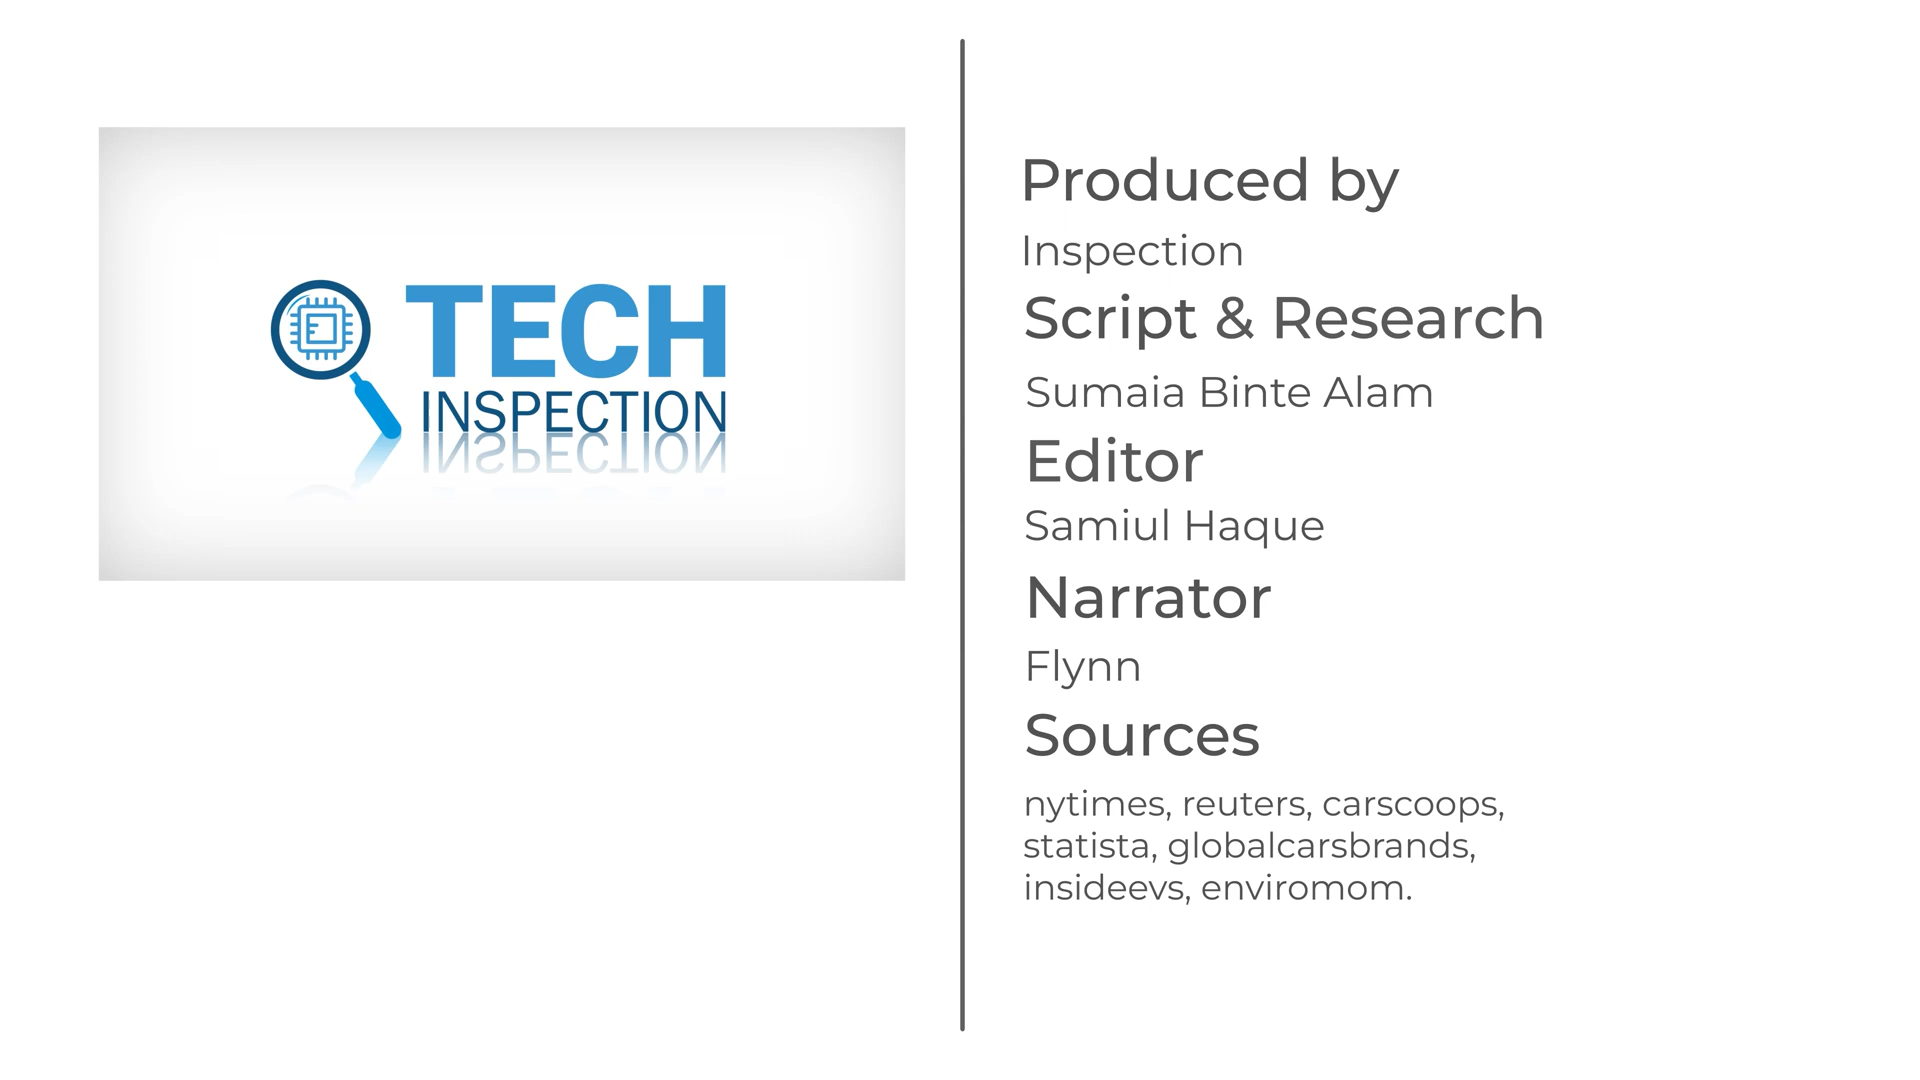 TECH
INSPECTION
Produced by
Inspection
Script & Research
Sumaia Binte Alam
Editor
Samiul Haque
Narrator
Flynn
Sources
nytimes, reuters, carscoops,
statista, globalcarsbrands,
insideevs, enviromom.